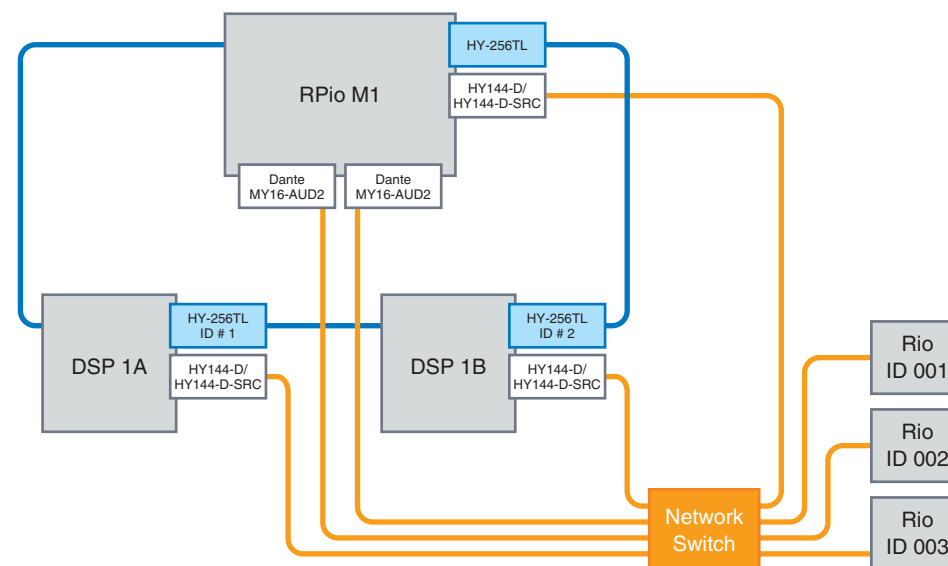 HY-256TL
RPio M1
HY144-D/
HY144-D-SRC
Dante
MY16-AUD2
Dante
MY16-AUD2
DSP 1A
HY-256TL
ID # 1
HY144-D/
HY144-D-SRC
DSP 1B
HY-256TL
ID # 2
HY144-D/
HY144-D-SRC
Rio
ID 001
Rio
ID 002
Network
Switch
Rio
ID 003